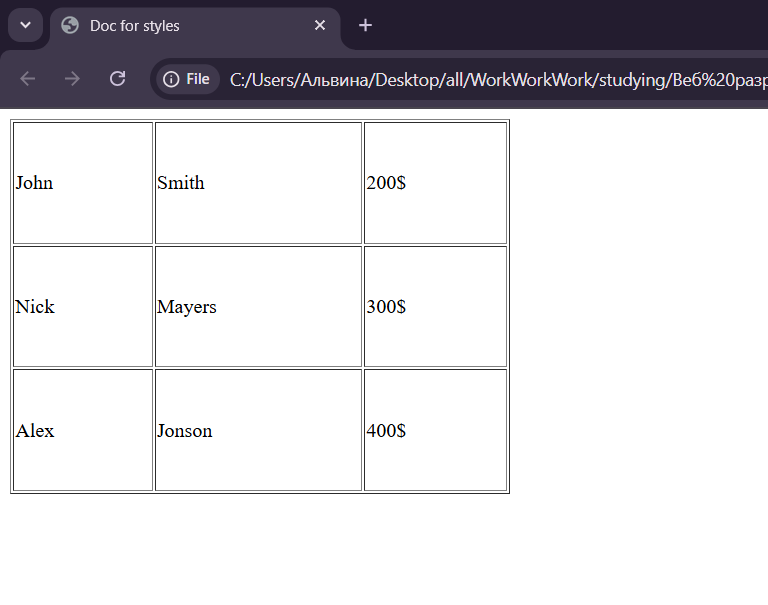 Doc for styles
File C:/Users/Альвина/Desktop/all/WorkWorkWork/studying/Веб%20разр
John Smith 200$
Nick Mayers 300$
Alex Jonson 400$